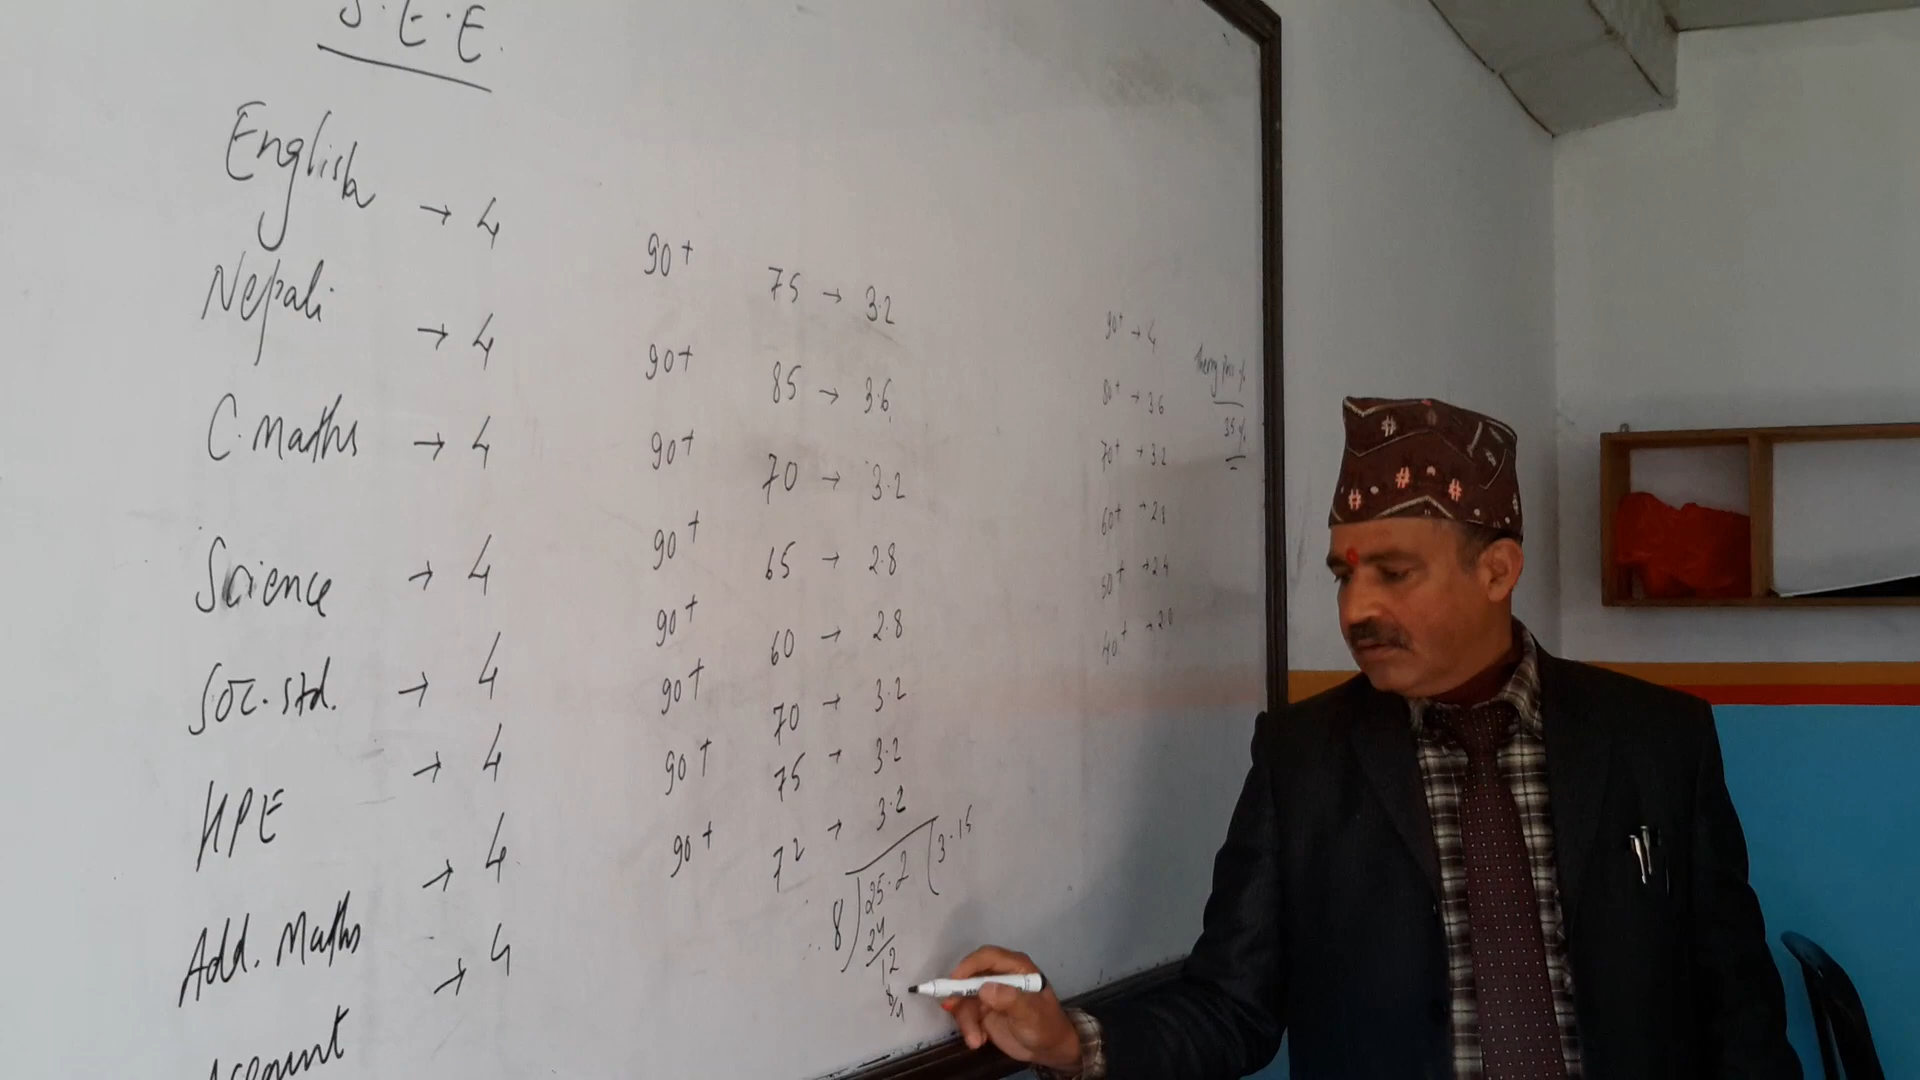 S.E.E.
English → 4 90+ 75 → 3.2
Nepali → 4 90+ 85 → 3.6
C.Maths → 4 90+ 70 → 3.2
Science → 4 90+ 65 → 2.8
Soc. Std. → 4 90+ 60 → 2.8
HPE → 4 90+ 70 → 3.2
Add. Maths → 4 90+ 75 → 3.2
Account → 4 90+ 72 → 3.2
8)25.2(3.15
24
12
8
90+ → 4
80+ → 3.6
70+ → 3.2
60+ → 2.8
50+ → 2.4
40+ → 2.0
Theory
35%